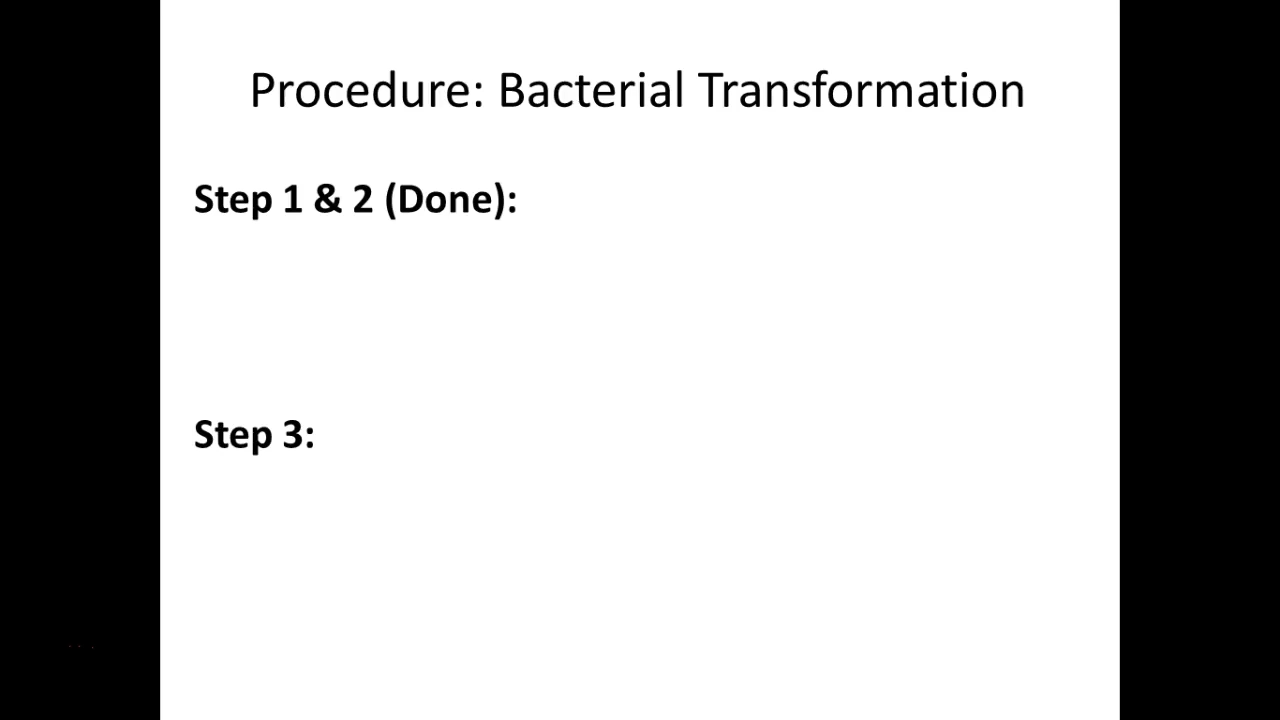 Procedure: Bacterial Transformation
Step 1 & 2 (Done):
Step 3: